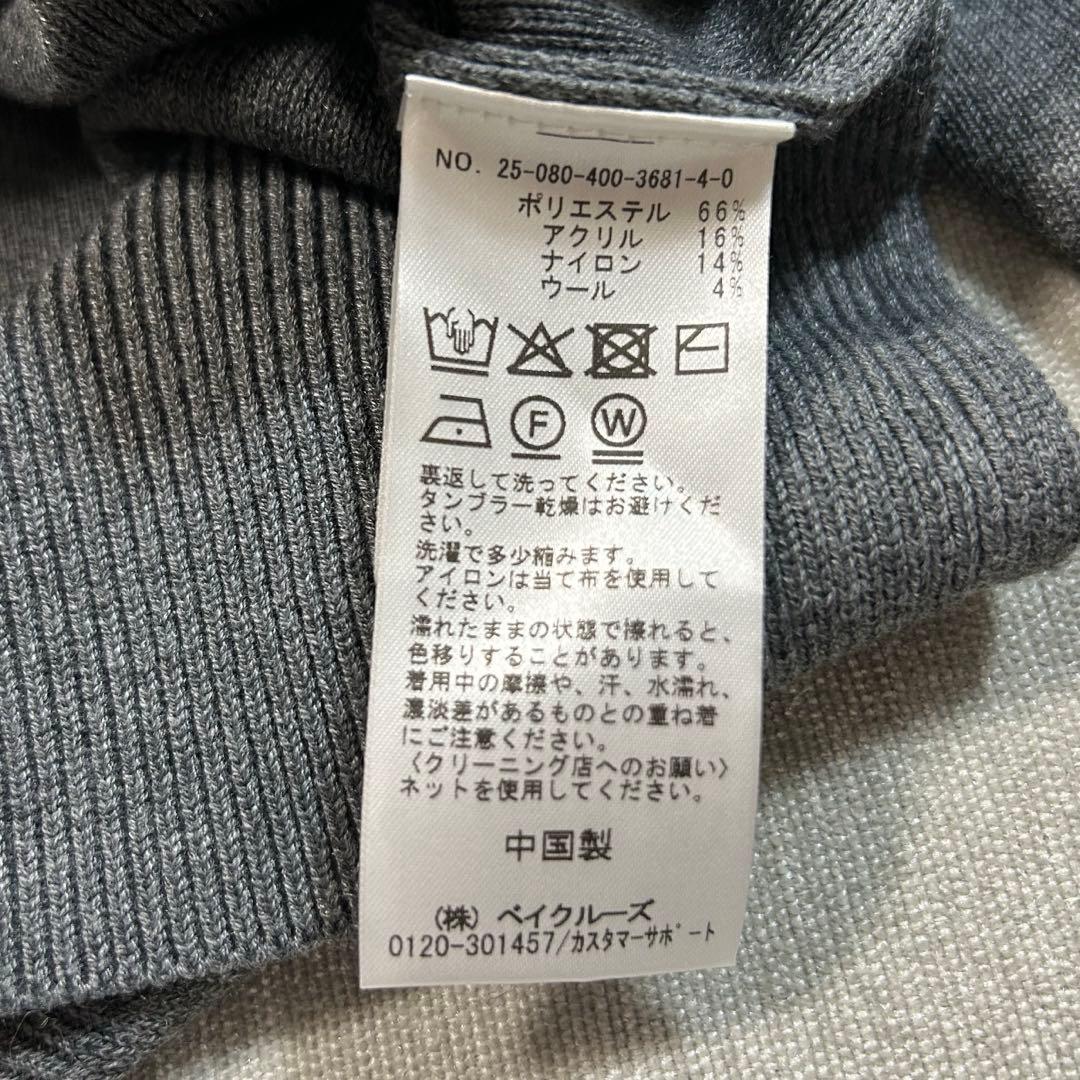 NO. 25-080-400-3681-4-0
ポリエステル 66%
アクリル 16%
ナイロン 14%
ウール 4%
F W
裏返して洗ってください。
タンブラー乾燥はお避けくだ
さい。
洗濯で多少縮みます。
アイロンは当て布を使用して
ください。
濡れたままの状態で擦れると、
色移りすることがあります。
着用中の摩擦や、汗、水濡れ、
濃淡差があるものとの重ね着
にご注意ください。
〈クリーニング店へのお願い〉
ネットを使用してください。
中国製
(株) ベイクルーズ
0120-301457/カスタマーサポート